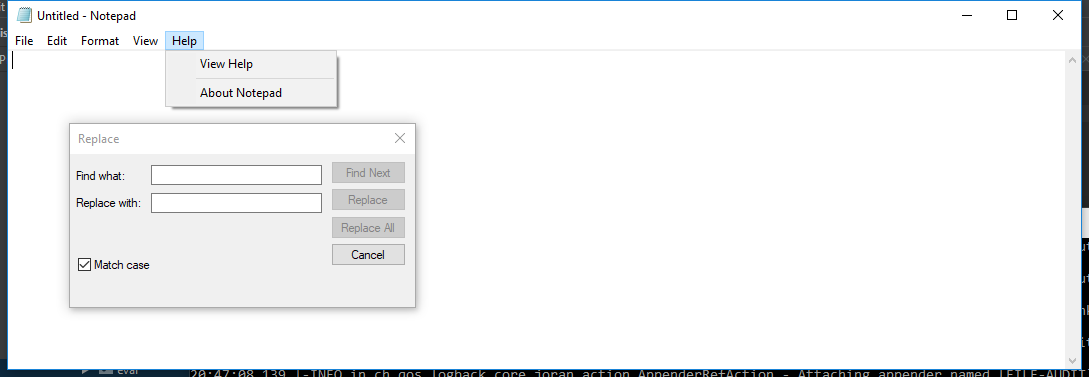 Untitled - Notepad
File Edit Format View Help
View Help
About Notepad
Replace
Find what:
Find Next
Replace with:
Replace
Replace All
Cancel
Match case
eval
20:47:08,139 |-INFO in ch.qos.logback.core.joran.action.AppenderRefAction - Attaching appender named [FILE-AUDIT